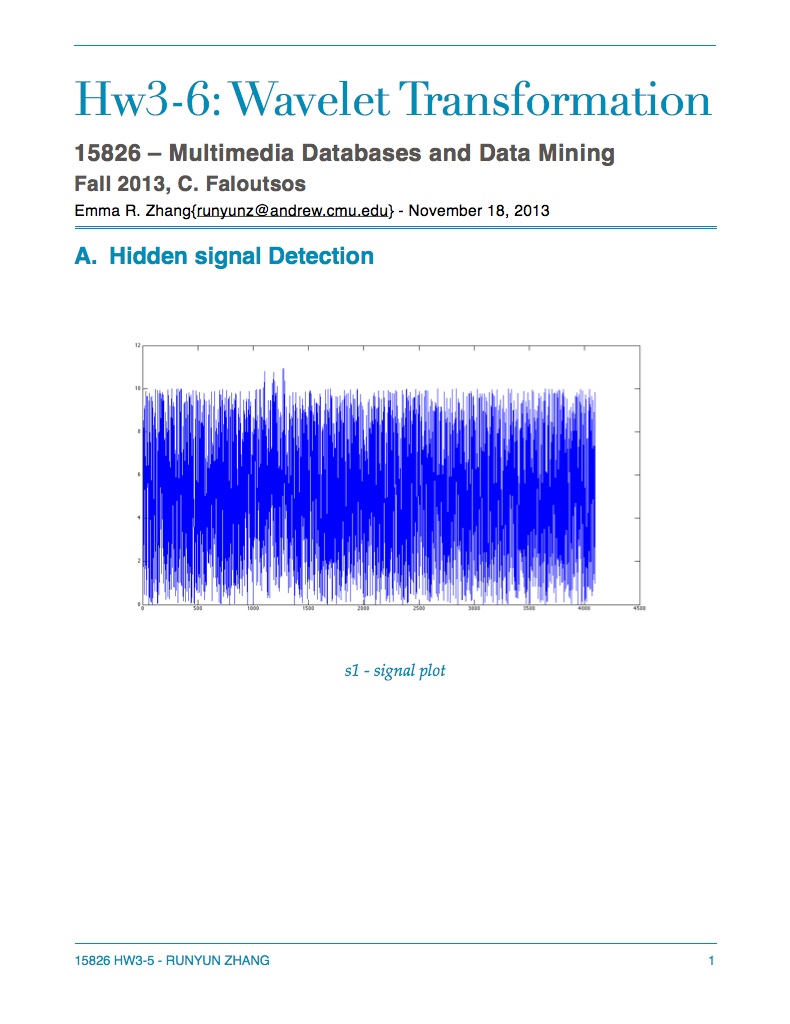 Hw3-6: Wavelet Transformation
15826 – Multimedia Databases and Data Mining
Fall 2013, C. Faloutsos
Emma R. Zhang{runyunz@andrew.cmu.edu} - November 18, 2013
A. Hidden signal Detection
12
10
8
6
4
2
0
0 500 1000 1500 2000 2500 3000 3500 4000 4500
s1 - signal plot
15826 HW3-5 - RUNYUN ZHANG 1